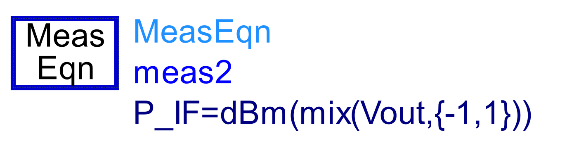 Meas
Eqn
MeasEqn
meas2
P_IF=dBm(mix(Vout,{-1,1}))